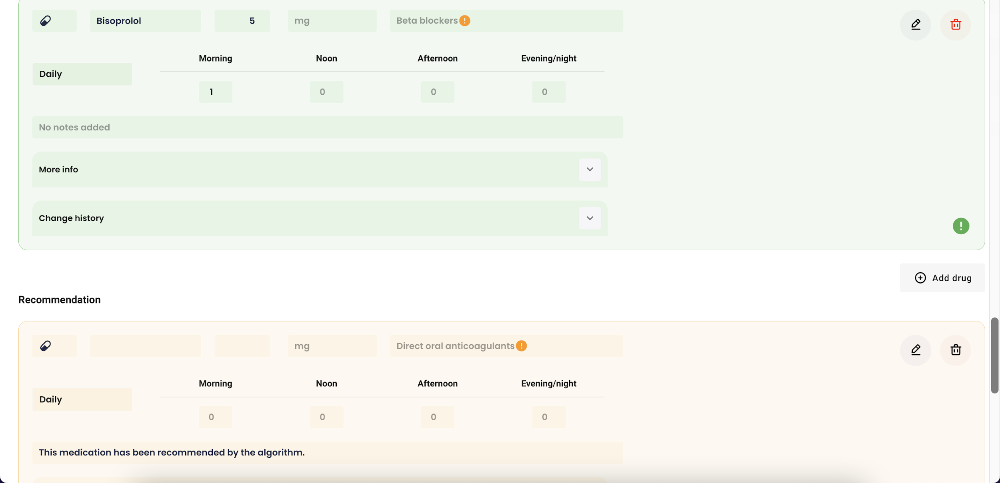 Bisoprolol 5 mg Beta blockers
Morning Noon Afternoon Evening/night
Daily
1 0 0 0
No notes added
More info
Change history
Add drug
Recommendation
mg Direct oral anticoagulants
Morning Noon Afternoon Evening/night
Daily
0 0 0 0
This medication has been recommended by the algorithm.